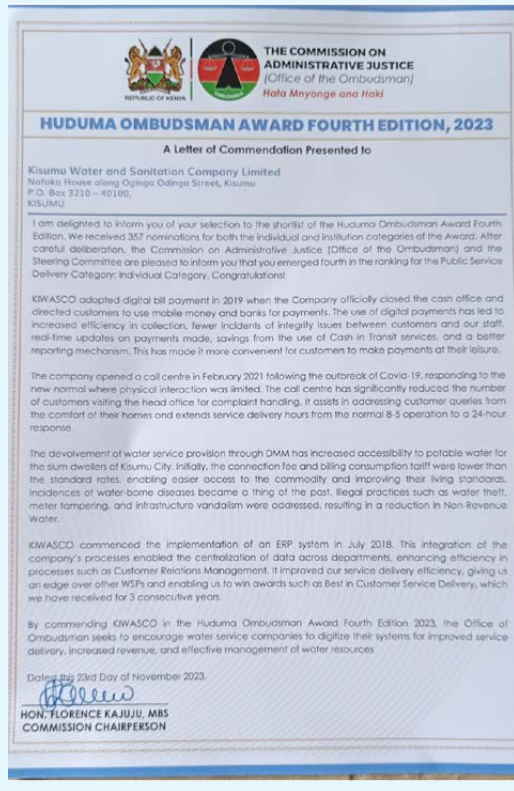 THE COMMISSION ON
ADMINISTRATIVE JUSTICE
(Office of the Ombudsman)
Hata Mnyonge ana Haki
REPUBLIC OF KENYA
HUDUMA OMBUDSMAN AWARD FOURTH EDITION, 2023
A Letter of Commendation Presented to
Kisumu Water and Sanitation Company Limited
Nafaka House along Oginga Odinga Street, Kisumu
P.O. Box 3210 – 40100,
KISUMU
I am delighted to inform you of your selection to the shortlist of the Huduma Ombudsman Award Fourth
Edition. We received 357 nominations for both the individual and institution categories of the Award. After
careful deliberation, the Commission on Administrative Justice (Office of the Ombudsman) and the
Steering Committee are pleased to inform you that you emerged fourth in the ranking for the Public Service
Delivery Category: Individual Category. Congratulations!
KIWASCO adopted digital bill payment in 2019 when the Company officially closed the cash office and
directed customers to use mobile money and banks for payments. The use of digital payments has led to
increased efficiency in collection, fewer incidents of integrity issues between customers and our staff,
real-time updates on payments made, savings from the use of Cash in Transit services, and a better
reporting mechanism. This has made it more convenient for customers to make payments at their leisure.
The company opened a call centre in February 2021 following the outbreak of Covid-19, responding to the
new normal where physical interaction was limited. The call centre has significantly reduced the number
of customers visiting the head office for complaint handling. It assists in addressing customer queries from
the comfort of their homes and extends service delivery hours from the normal 8-5 operation to a 24-hour
response.
The devolvement of water service provision through DMM has increased accessibility to potable water for
the slum dwellers of Kisumu City. Initially, the connection fee and billing consumption tariff were lower than
the standard rates, enabling easier access to the commodity and improving their living standards.
Incidences of water-borne diseases became a thing of the past. Illegal practices such as water theft,
meter tampering, and infrastructure vandalism were addressed, resulting in a reduction in Non-Revenue
Water.
KIWASCO commenced the implementation of an ERP system in July 2018. This integration of the
company's processes enabled the centralization of data across departments, enhancing efficiency in
processes such as Customer Relations Management. It improved our service delivery efficiency, giving us
an edge over other WSPs and enabling us to win awards such as Best in Customer Service Delivery, which
we have received for 3 consecutive years.
By commending KIWASCO in the Huduma Ombudsman Award Fourth Edition 2023, the Office of
Ombudsman seeks to encourage water service companies to digitize their systems for improved service
delivery, increased revenue, and effective management of water resources
Dated this 23rd Day of November 2023.
HON. FLORENCE KAJUJU, MBS
COMMISSION CHAIRPERSON